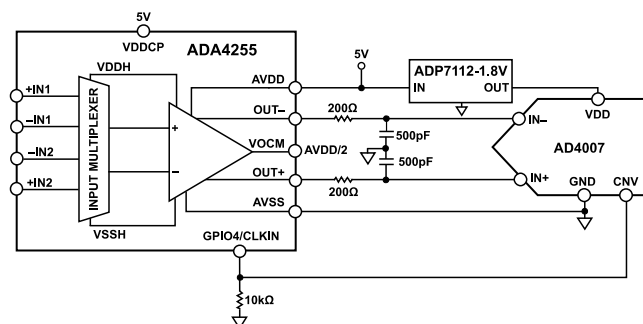 5V
VDDCP
ADA4255
VDDH
+IN1
–IN1
–IN2
+IN2
INPUT MULTIPLEXER
+
–
VSSH
AVDD
OUT–
VOCM
OUT+
AVSS
GPIO4/CLKIN
10kΩ
5V
ADP7112-1.8V
IN
OUT
200Ω
500pF
AVDD/2
500pF
200Ω
VDD
IN–
AD4007
IN+
GND
CNV